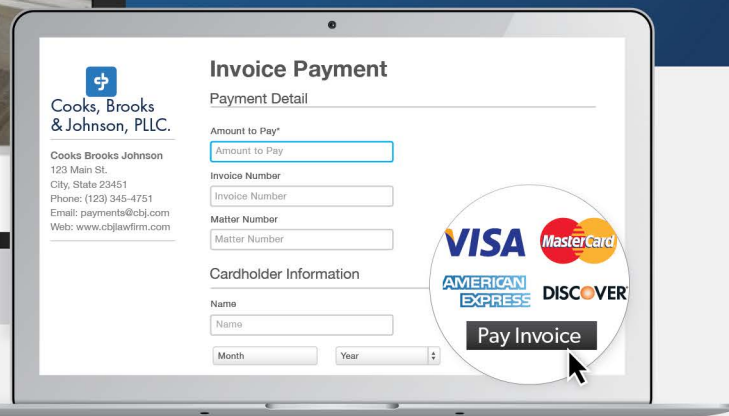 Cooks, Brooks
& Johnson, PLLC.
Cooks Brooks Johnson
123 Main St.
City, State 23451
Phone: (123) 345-4751
Email: payments@cbj.com
Web: www.cbjlawfirm.com
Invoice Payment
Payment Detail
Amount to Pay*
Amount to Pay
Invoice Number
Invoice Number
Matter Number
Matter Number
Cardholder Information
Name
Name
Month Year
VISA MasterCard
AMERICAN
EXPRESS
DISCOVER
Pay Invoice